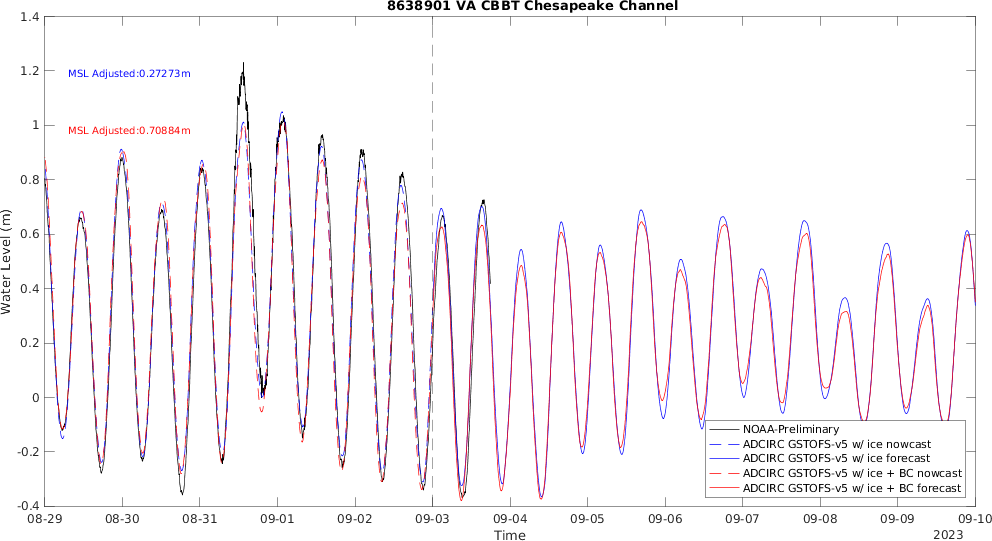 8638901 VA CBBT Chesapeake Channel
1.4
1.2
1
0.8
0.6
0.4
0.2
0
-0.2
-0.4
Water Level (m)
MSL Adjusted:0.27273m
MSL Adjusted:0.70884m
NOAA-Preliminary
ADCIRC GSTOFS-v5 w/ ice nowcast
ADCIRC GSTOFS-v5 w/ ice forecast
ADCIRC GSTOFS-v5 w/ ice + BC nowcast
ADCIRC GSTOFS-v5 w/ ice + BC forecast
08-29 08-30 08-31 09-01 09-02 09-03 09-04 09-05 09-06 09-07 09-08 09-09 09-10
Time
2023